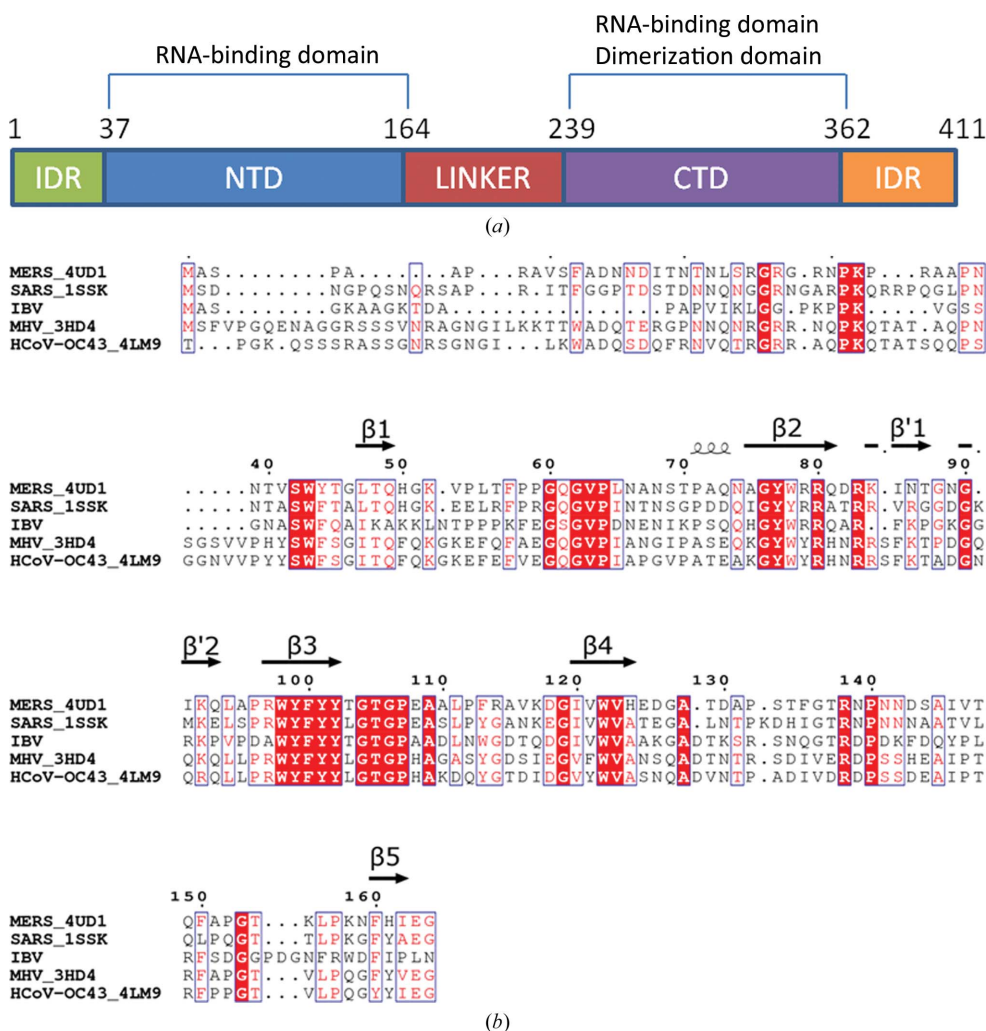 RNA-binding domain
RNA-binding domain
Dimerization domain
1 37 164 239 362 411
IDR NTD LINKER CTD IDR
(a)
MERS_4UD1 MAS........PA....,..AP...RAVSFADNNDITNTNLSRGRG.RNPKP...RAAPN
SARS_1SSK MSD.........NGPQSNQRSAP..R.ITFGGPTDSTDNNQNGGRNGARPKQRRPQGLPN
IBV MAS.......GKAAGKTDA..............APVIKLGG.PKPPK.....VGSS
MHV_3HD4 MSFVPGQENAGGRSSSVNRAGNGILKKTTWADQTERGPNNQNRGRR.NQPKTAT.AQPN
HCoV-OC43_4LM9 T...PGK.QSSSRASSGNRSGNGI...LKWADQSDQFRNVQTRGRR.AQPKQTATSQQPS
β1 β2 β'1
40 50 60 70 80 90
MERS_4UD1 .....NTVSWYTGLTQHGK.VPLTFPPGQGVPLNANSTPAQNAGYWRRQDRK.INTGNG.
SARS_1SSK .....NTASWFTALTQHGK.EELRFPRGQGVPINTNSGPDDQIGYYRRATRR.VRGGDGK
IBV .....GNASWFQAIKAKKLNTPPPKFEGSGVPDNENIKPSQQHGYWRRQAR..FKPGKGG
MHV_3HD4 SGSVVPHYSWFSGITQFQKGKEFQFAEGQGVPIANGIPASEQKGYWYRHNRRSFKTPDGQ
HCoV-OC43_4LM9 GGNVVPYYSWFSGITQFQKGKEFEFVEGQGVPIAPGVPATEAKGYWYRHNRRSFKTADGN
β'2 β3 β4
100 110 120 130 140
MERS_4UD1 IKQLAPRWYFYYTGTGPEAALPFRAVKDGIVWVHEDGA.TDAP.STFGTRNPNNDSAIVT
SARS_1SSK MKELSPRWYFYYLGTGPEASLPYGANKEGIVWVATEGALNTPKDHIGTRNPNNNAATVL
IBV RKPVPDAWYFYYTGTGPAADLNWGDTQDGIVWVAAKGADTKSR.SNQGTRDPDKFDQYPL
MHV_3HD4 QKQLLPRWYFYYLGTGPHAGASYGDSIEGVFWVANSQADTNTR.SDIVERDPSSHEAIPT
HCoV-OC43_4LM9 QRQLLPRWYFYYLGTGPHAKDQYGTDIDGVYWVASNQADVNTP.ADIVDRDPSSDEAIPT
β5
150 160
MERS_4UD1 QFAPGT...KLPKNFHIEG
SARS_1SSK QLPQGT...TLPKGFYAEG
IBV RFSDGGPDGNFRWDFIPLN
MHV_3HD4 RFAPGT...VLPQGFYVEG
HCoV-OC43_4LM9 RFPPGT...VLPQGYYIEG
(b)